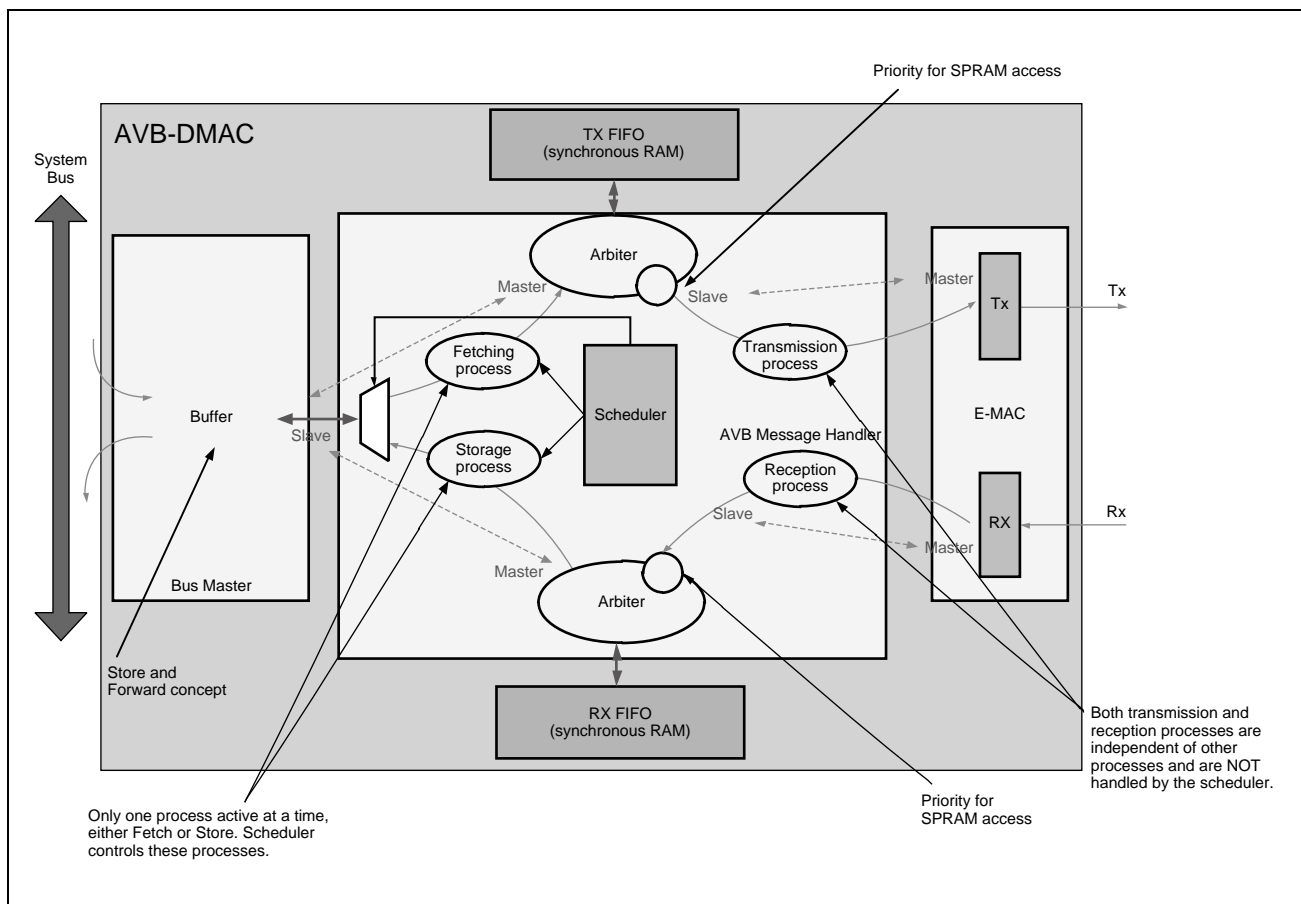 Priority for SPRAM access
AVB-DMAC
TX FIFO
(synchronous RAM)
System
Bus
Arbiter
Master
Slave
Master
Tx
Tx
Fetching
process
Transmission
process
Scheduler
E-MAC
Buffer
Slave
AVB Message Handler
Storage
process
Reception
process
Slave
RX
Rx
Master
Master
Bus Master
Arbiter
Store and
Forward concept
RX FIFO
(synchronous RAM)
Both transmission and
reception processes are
independent of other
processes and are NOT
handled by the scheduler.
Only one process active at a time,
either Fetch or Store. Scheduler
controls these processes.
Priority for
SPRAM access